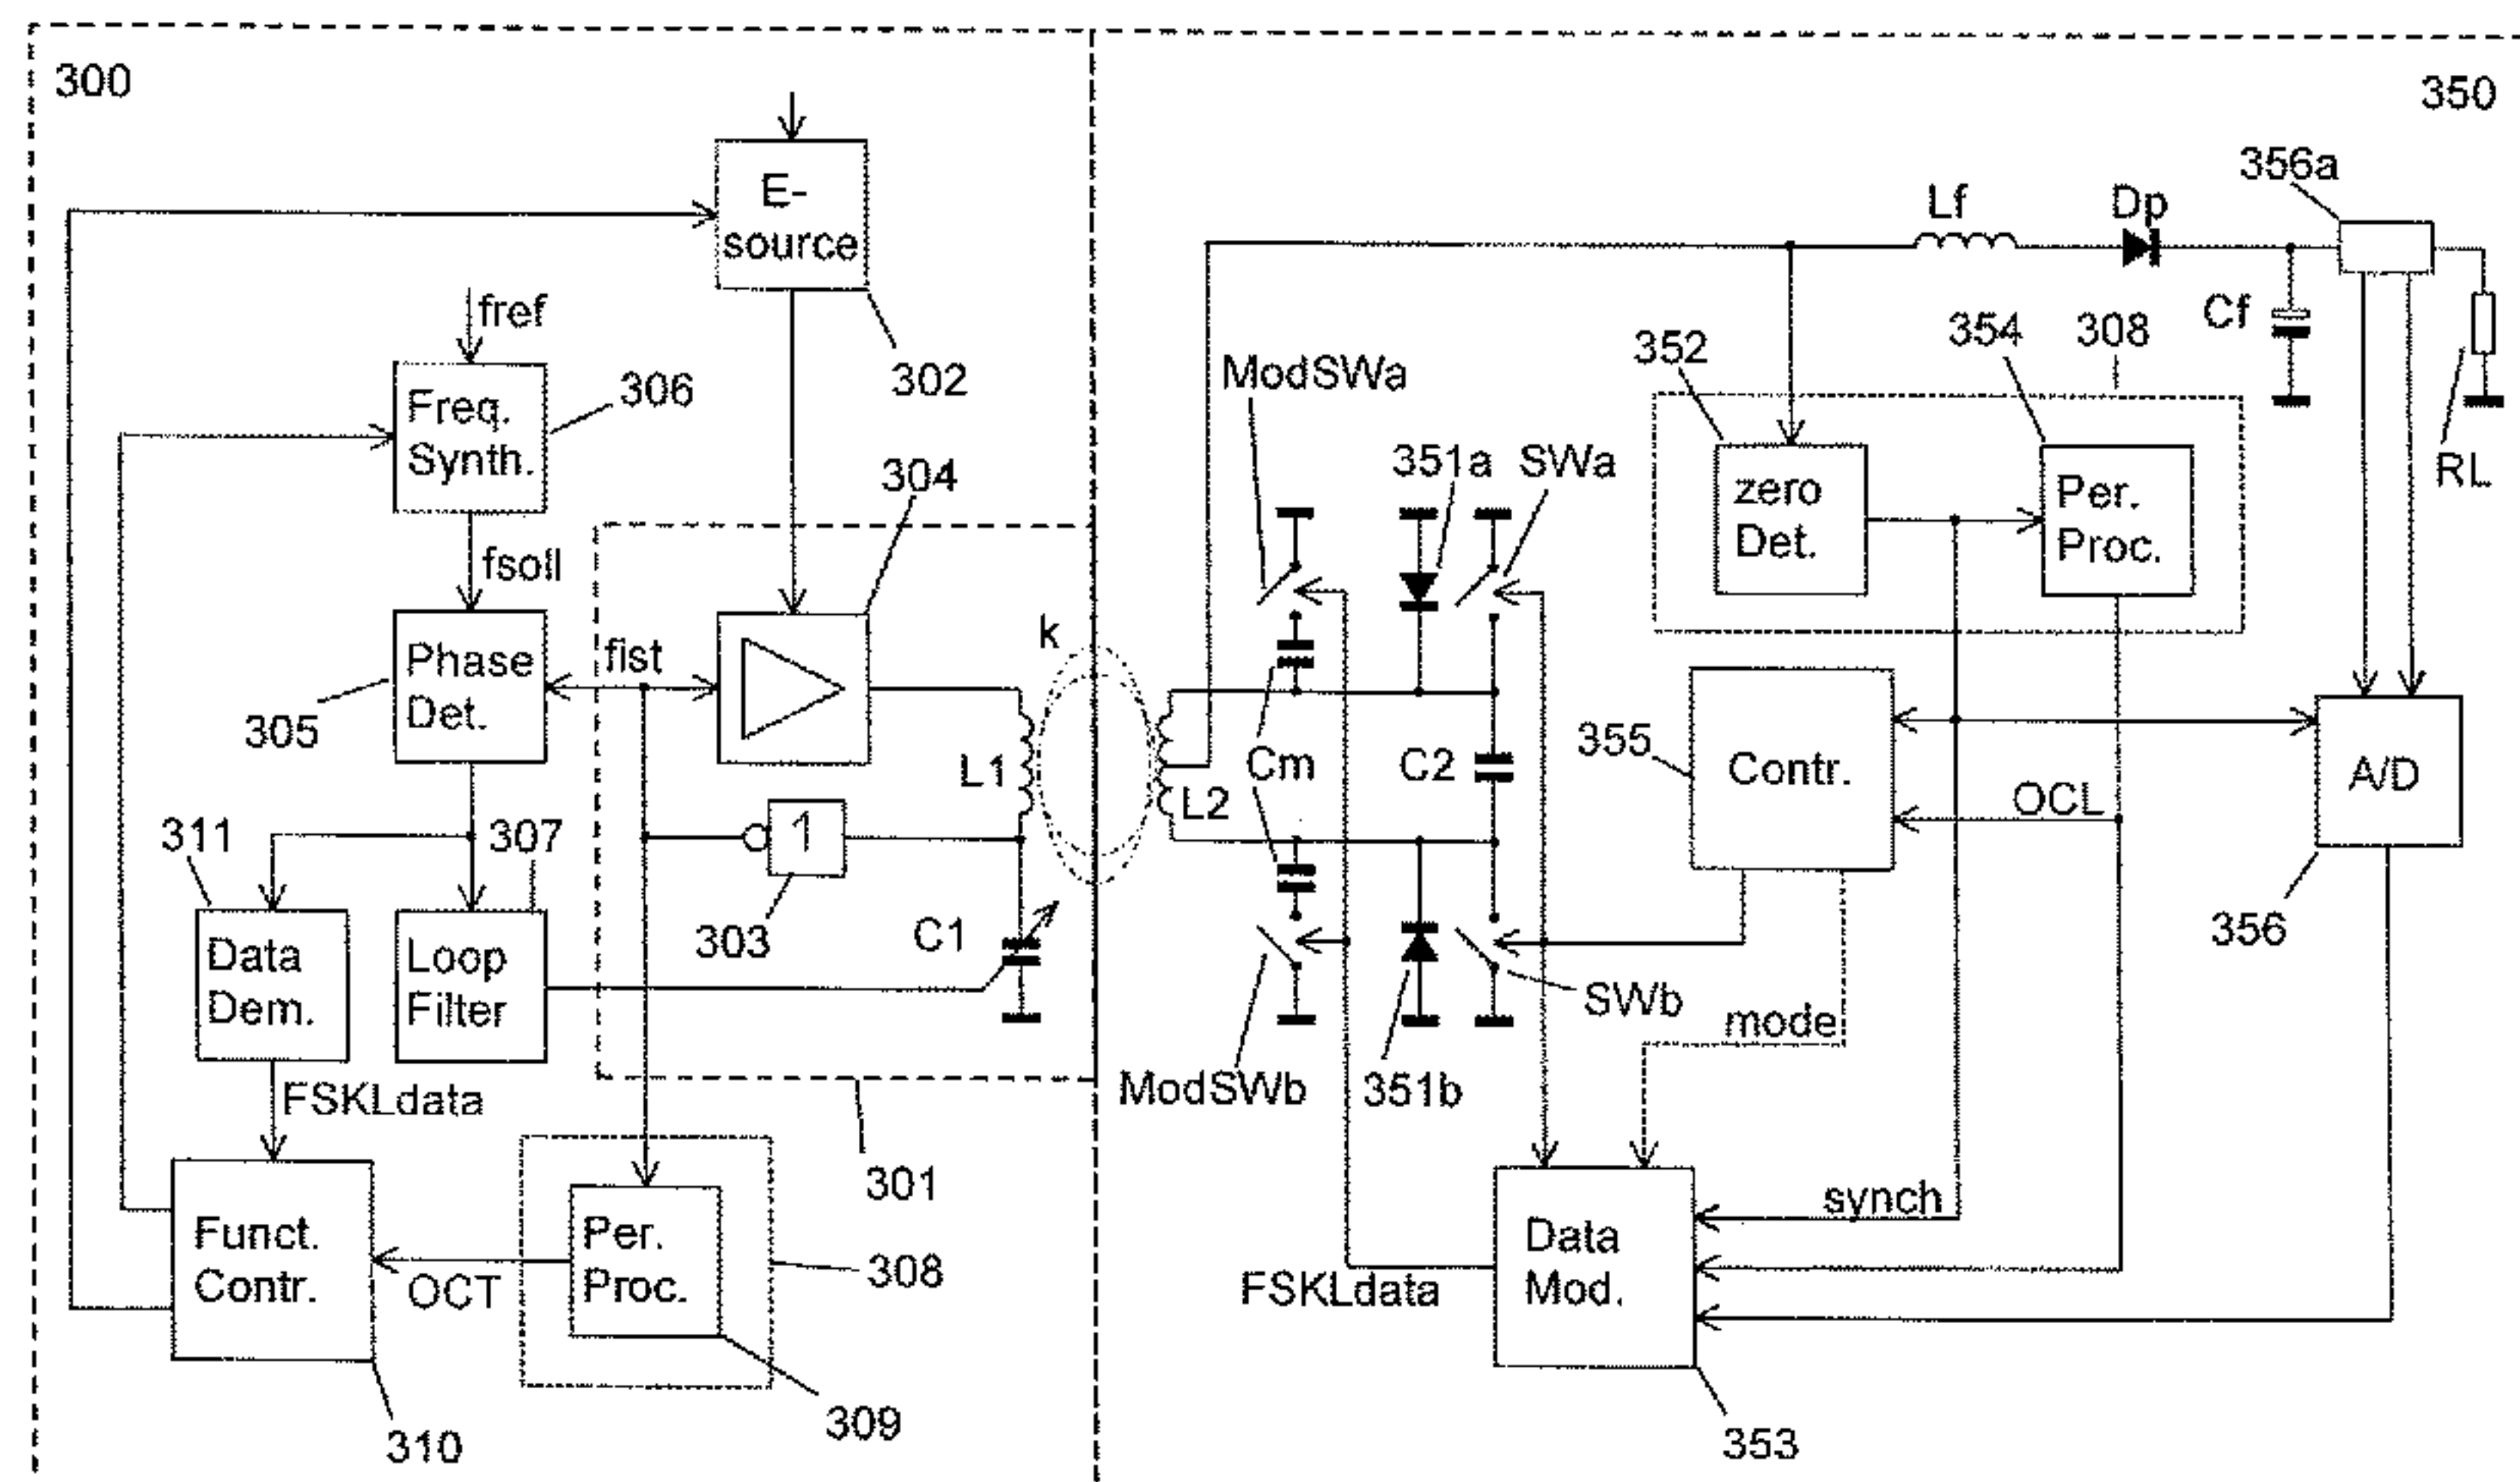 300
350
E-
source
302
fref
Freq.
Synth.
306
fsoll
Phase
Det.
305
fist
304
L1
1
303
C1
k
311
307
Data
Dem.
Loop
Filter
FSKLdata
301
Funct.
Contr.
310
OCT
Per.
Proc.
308
309
356a
Lf
Dp
Cf
RL
ModSWa
352
354
308
351a
SWa
zero
Det.
Per.
Proc.
L2
Cm
C2
355
Contr.
OCL
A/D
356
ModSWb
351b
SWb
mode
synch
FSKLdata
Data
Mod.
353